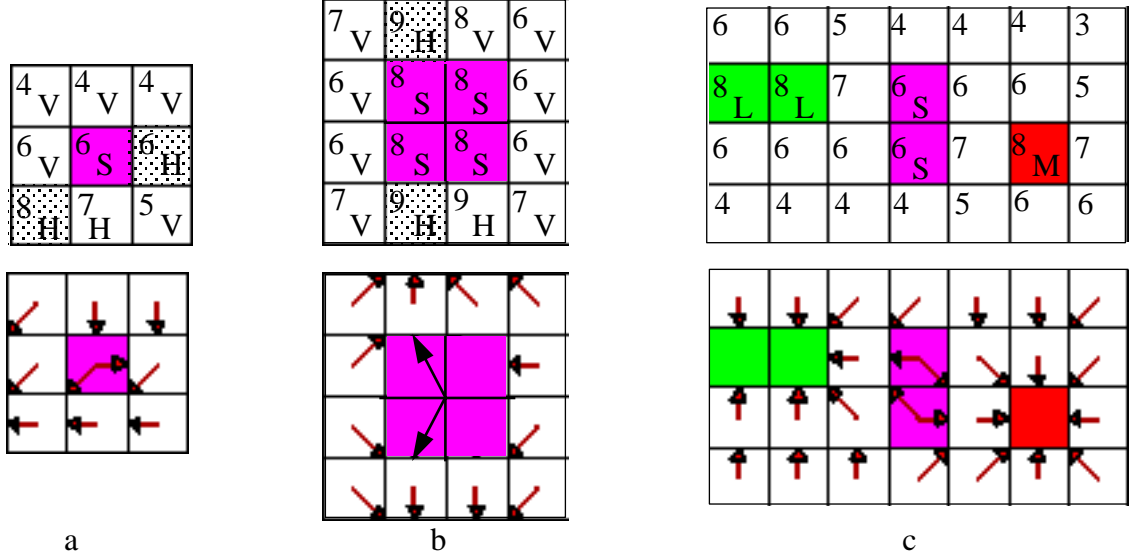 4 V 4 V 4 V
6 V 6 S 6 H
8 H 7 H 5 V
7 V 9 H 8 V 6 V
6 V 8 S 8 S 6 V
6 V 8 S 8 S 6 V
7 V 9 H 9 H 7 V
6 6 5 4 4 4 3
8 L 8 L 7 6 S 6 6 5
6 6 6 6 S 7 8 M 7
4 4 4 4 5 6 6
a
b
c